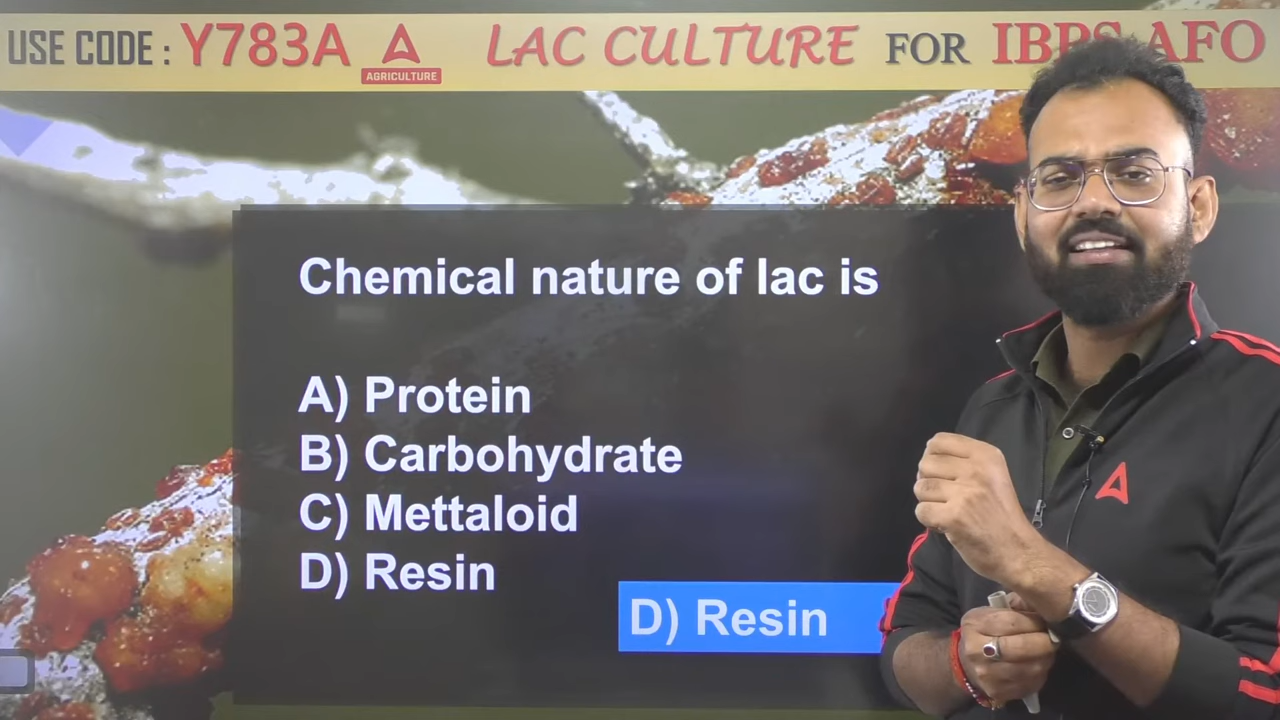 USE CODE : Y783A
AGRICULTURE
LAC CULTURE FOR IBPS AFO
Chemical nature of lac is
A) Protein
B) Carbohydrate
C) Mettaloid
D) Resin
D) Resin